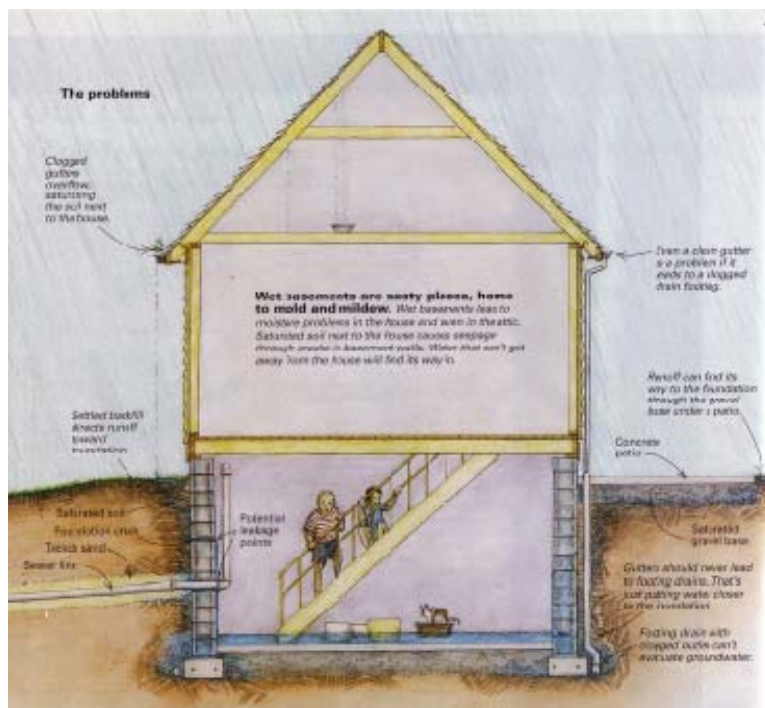 The problems
Clogged
gutters
overflow,
saturating
the soil next
to the house.
Even a clean gutter
is a problem if it
leads to a clogged
drain footing.
Wet basements are nasty places, home
to mold and mildew. Wet basements lead to
moisture problems in the house and even in the attic.
Saturated soil next to the house causes seepage
through cracks in basement walls. Water that can't get
away from the house will find its way in.
Runoff can find its
way to the foundation
through the gravel
base under a patio.
Settled backfill
directs runoff
toward
foundation.
Concrete
patio
Saturated soil
Foundation crack
Trench sand
Sewer line
Potential
leakage
points
Saturated
gravel base
Gutters should never lead
to footing drains. That's
just putting water closer
to the foundation.
Footing drain with
clogged outlet can't
evacuate groundwater.